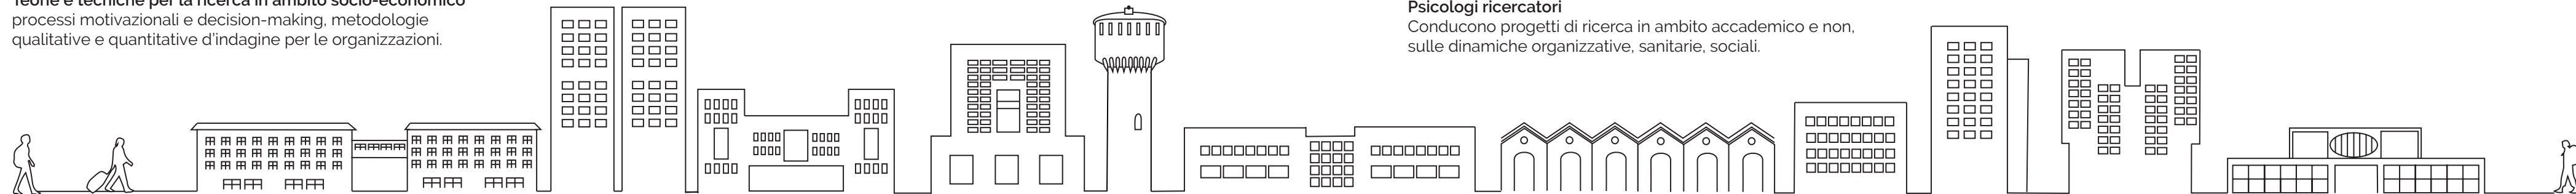 Teorie e tecniche per la ricerca in ambito socio-economico
processi motivazionali e decision-making, metodologie
qualitative e quantitative d'indagine per le organizzazioni.
Psicologi ricercatori
Conducono progetti di ricerca in ambito accademico e non,
sulle dinamiche organizzative, sanitarie, sociali.